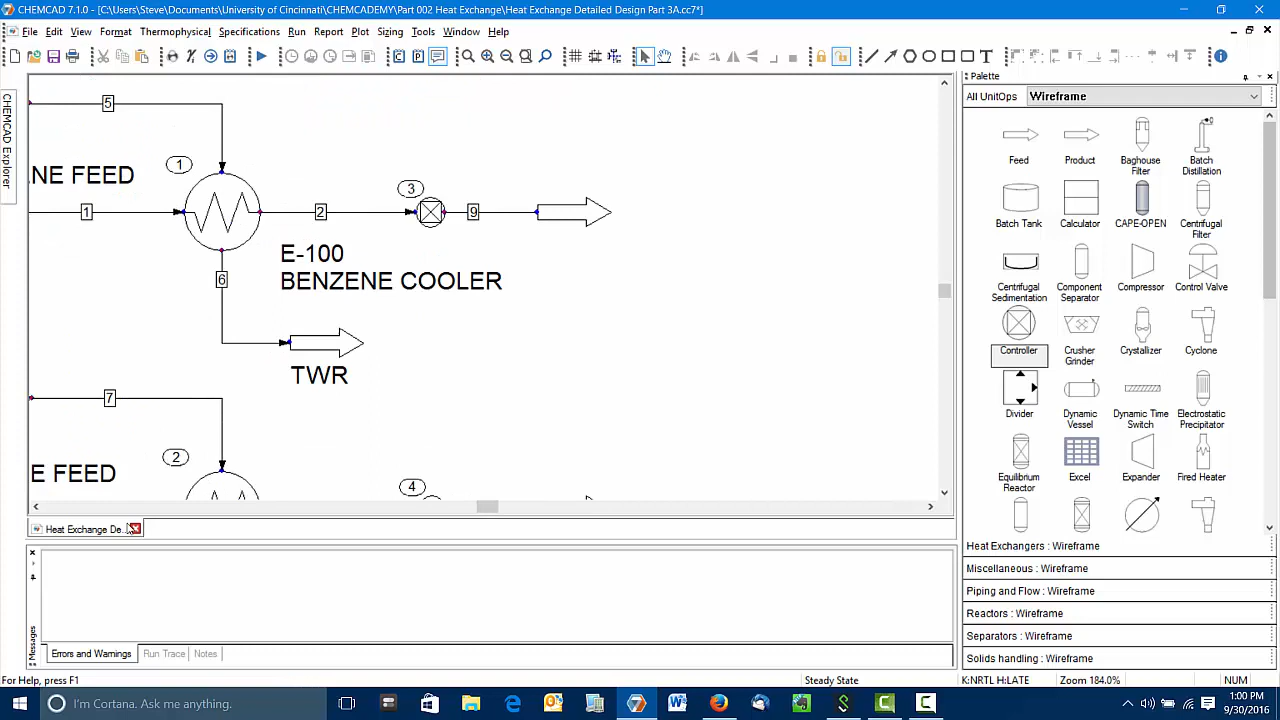 CHEMCAD 7.1.0 - [C:\Users\Steve\Documents\University of Cincinnati\CHEMCADEMY\Part 002 Heat Exchange\Heat Exchange Detailed Design Part 3A.cc7*]
File Edit View Format Thermophysical Specifications Run Report Plot Sizing Tools Window Help
CHEMCAD Explorer
5
1
NE FEED
1
2
3
9
E-100
BENZENE COOLER
6
TWR
7
2
E FEED
4
Heat Exchange De...
Messages
Errors and Warnings Run Trace Notes
Palette
All UnitOps Wireframe
Feed Product Baghouse Filter Batch Distillation
Batch Tank Calculator CAPE-OPEN Centrifugal Filter
Centrifugal Sedimentation Component Separator Compressor Control Valve
Controller Crusher Grinder Crystallizer Cyclone
Divider Dynamic Vessel Dynamic Time Switch Electrostatic Precipitator
Equilibrium Reactor Excel Expander Fired Heater
Heat Exchangers : Wireframe
Miscellaneous : Wireframe
Piping and Flow : Wireframe
Reactors : Wireframe
Separators : Wireframe
Solids handling : Wireframe
For Help, press F1 Steady State K:NRTL H:LATE Zoom 184.0% NUM
I'm Cortana. Ask me anything.
1:00 PM
9/30/2016